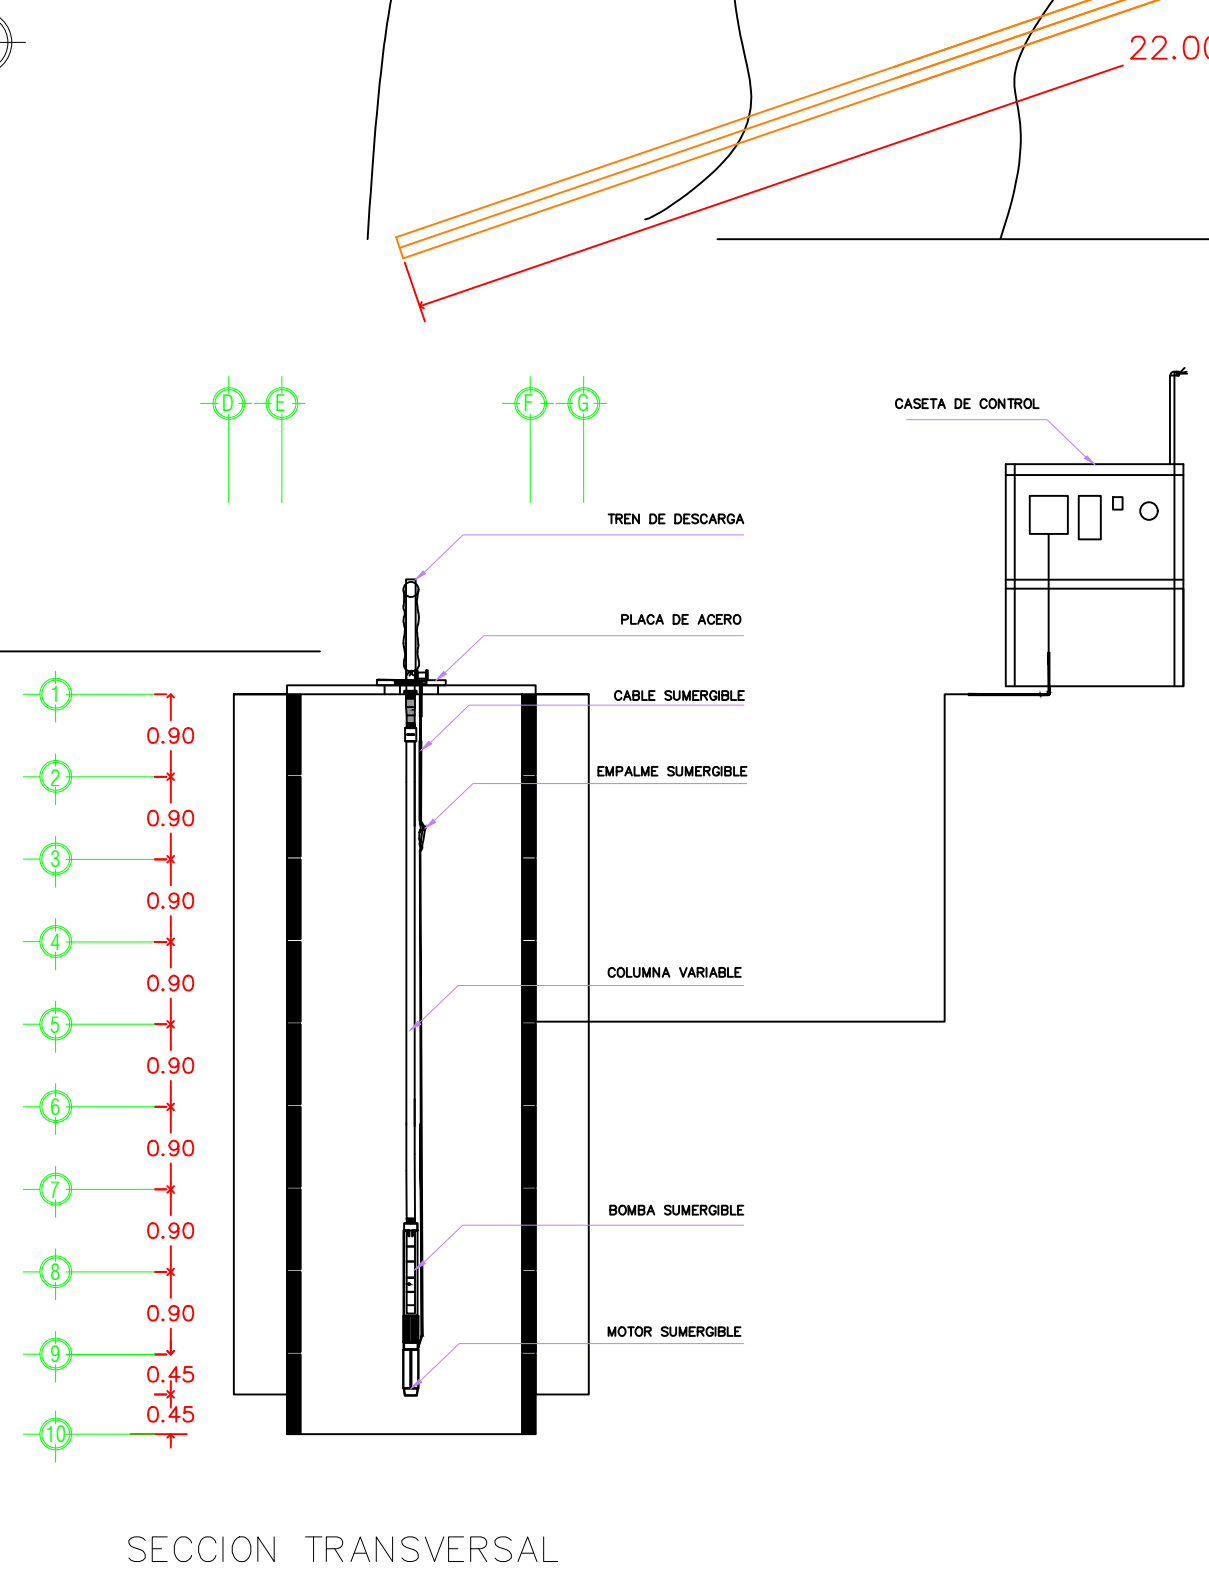 22.00
D E F G
CASETA DE CONTROL
TREN DE DESCARGA
PLACA DE ACERO
1
CABLE SUMERGIBLE
0.90
2
EMPALME SUMERGIBLE
0.90
3
0.90
4
COLUMNA VARIABLE
0.90
5
0.90
6
0.90
7
BOMBA SUMERGIBLE
0.90
8
0.90
MOTOR SUMERGIBLE
9
0.45
0.45
10
SECCION TRANSVERSAL